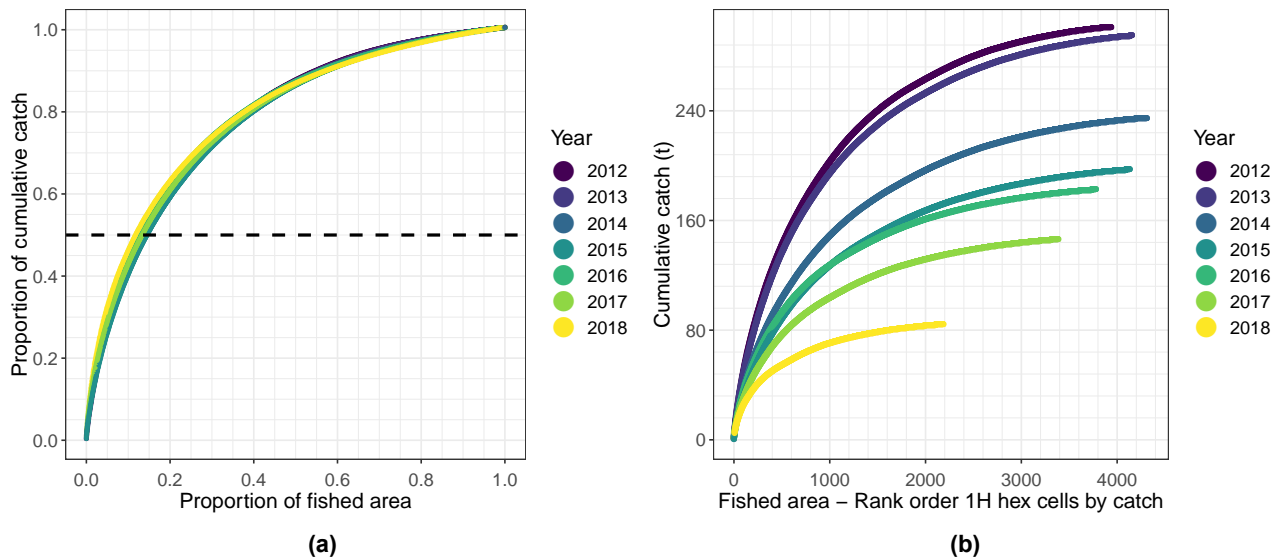 1.0
0.8
0.6
0.4
0.2
0.0
Proportion of cumulative catch
0.0 0.2 0.4 0.6 0.8 1.0
Proportion of fished area
Year
2012
2013
2014
2015
2016
2017
2018
(a)
240
160
80
0
Cumulative catch (t)
0 1000 2000 3000 4000
Fished area − Rank order 1H hex cells by catch
Year
2012
2013
2014
2015
2016
2017
2018
(b)